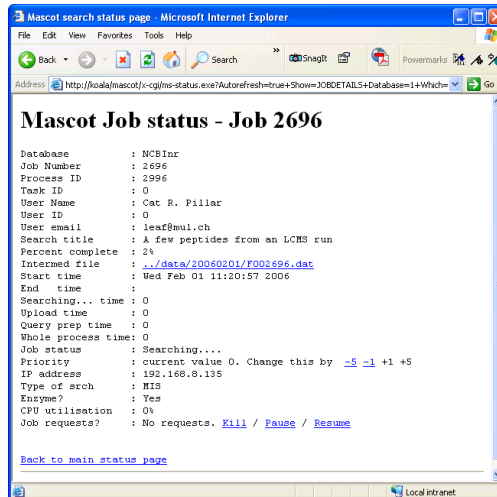 Mascot search status page - Microsoft Internet Explorer
File Edit View Favorites Tools Help
Back Search » SnagIt Powermarks
Address http://koala/mascot/x-cgi/ms-status.exe?Autorefresh=true+Show=JOBDETAILS+Database=1+Which= Go
Mascot Job status - Job 2696
Database : NCBInr
Job Number : 2696
Process ID : 2996
Task ID : 0
User Name : Cat R. Pillar
User ID : 0
User email : leaf@mul.ch
Search title : A few peptides from an LCMS run
Percent complete : 2%
Intermed file : ../data/20060201/F002696.dat
Start time : Wed Feb 01 11:20:57 2006
End time :
Searching... time : 0
Upload time : 0
Query prep time : 0
Whole process time: 0
Job status : Searching....
Priority : current value 0. Change this by -5 -1 +1 +5
IP address : 192.168.8.135
Type of srch : MIS
Enzyme? : Yes
CPU utilisation : 0%
Job requests? : No requests. Kill / Pause / Resume
Back to main status page
Local intranet